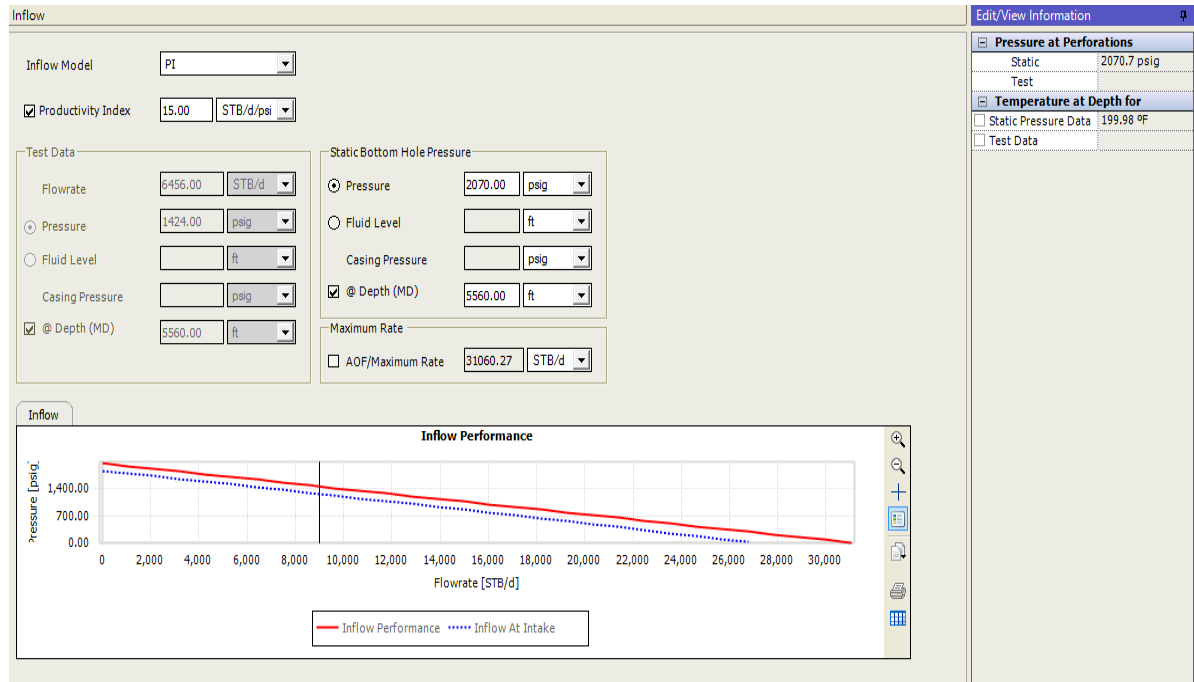 Inflow
Inflow Model PI
Productivity Index 15.00 STB/d/psi
Test Data
Flowrate 6456.00 STB/d
Pressure 1424.00 psig
Fluid Level ft
Casing Pressure psig
@ Depth (MD) 5560.00 ft
Static Bottom Hole Pressure
Pressure 2070.00 psig
Fluid Level ft
Casing Pressure psig
@ Depth (MD) 5560.00 ft
Maximum Rate
AOF/Maximum Rate 31060.27 STB/d
Inflow
Inflow Performance
Pressure [psig]
1,400.00
700.00
0.00
0 2,000 4,000 6,000 8,000 10,000 12,000 14,000 16,000 18,000 20,000 22,000 24,000 26,000 28,000 30,000
Flowrate [STB/d]
Inflow Performance Inflow At Intake
Edit/View Information
Pressure at Perforations
Static 2070.7 psig
Test
Temperature at Depth for
Static Pressure Data 199.98 ºF
Test Data